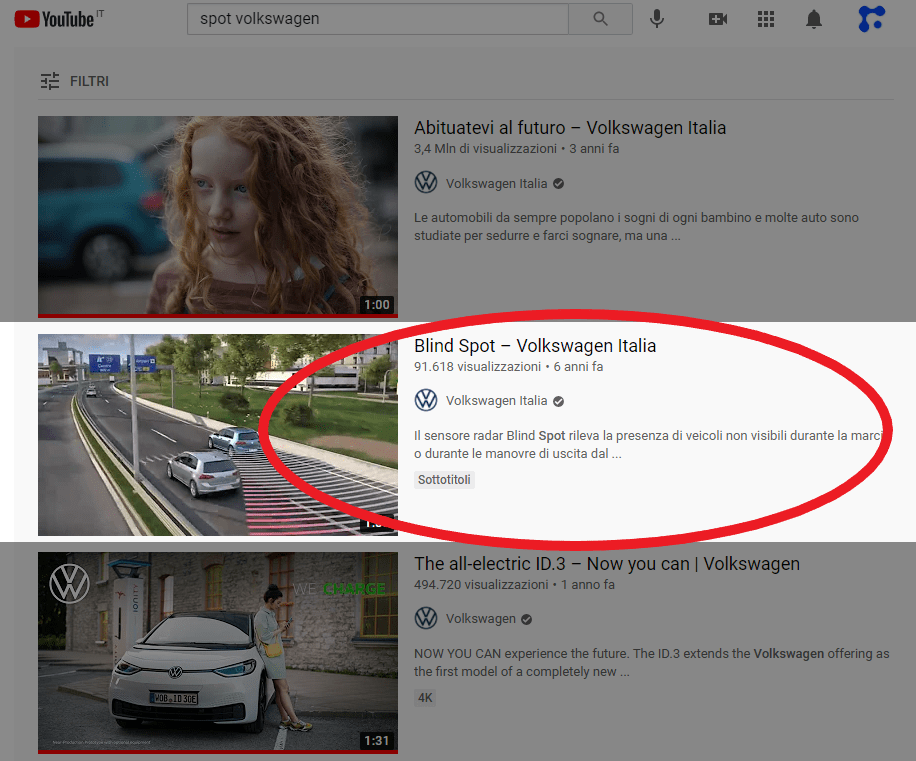 YouTube IT
spot volkswagen
FILTRI
Abituatevi al futuro – Volkswagen Italia
3,4 Mln di visualizzazioni • 3 anni fa
Volkswagen Italia
Le automobili da sempre popolano i sogni di ogni bambino e molte auto sono
studiate per sedurre e farci sognare, ma una ...
1:00
Blind Spot – Volkswagen Italia
91.618 visualizzazioni • 6 anni fa
Volkswagen Italia
Il sensore radar Blind Spot rileva la presenza di veicoli non visibili durante la
o durante le manovre di uscita dal ...
Sottotitoli
The all-electric ID.3 – Now you can | Volkswagen
494.720 visualizzazioni • 1 anno fa
Volkswagen
NOW YOU CAN experience the future. The ID.3 extends the Volkswagen offering as
the first model of a completely new ...
4K
WE CHARGE
WOB ID 30E
1:31